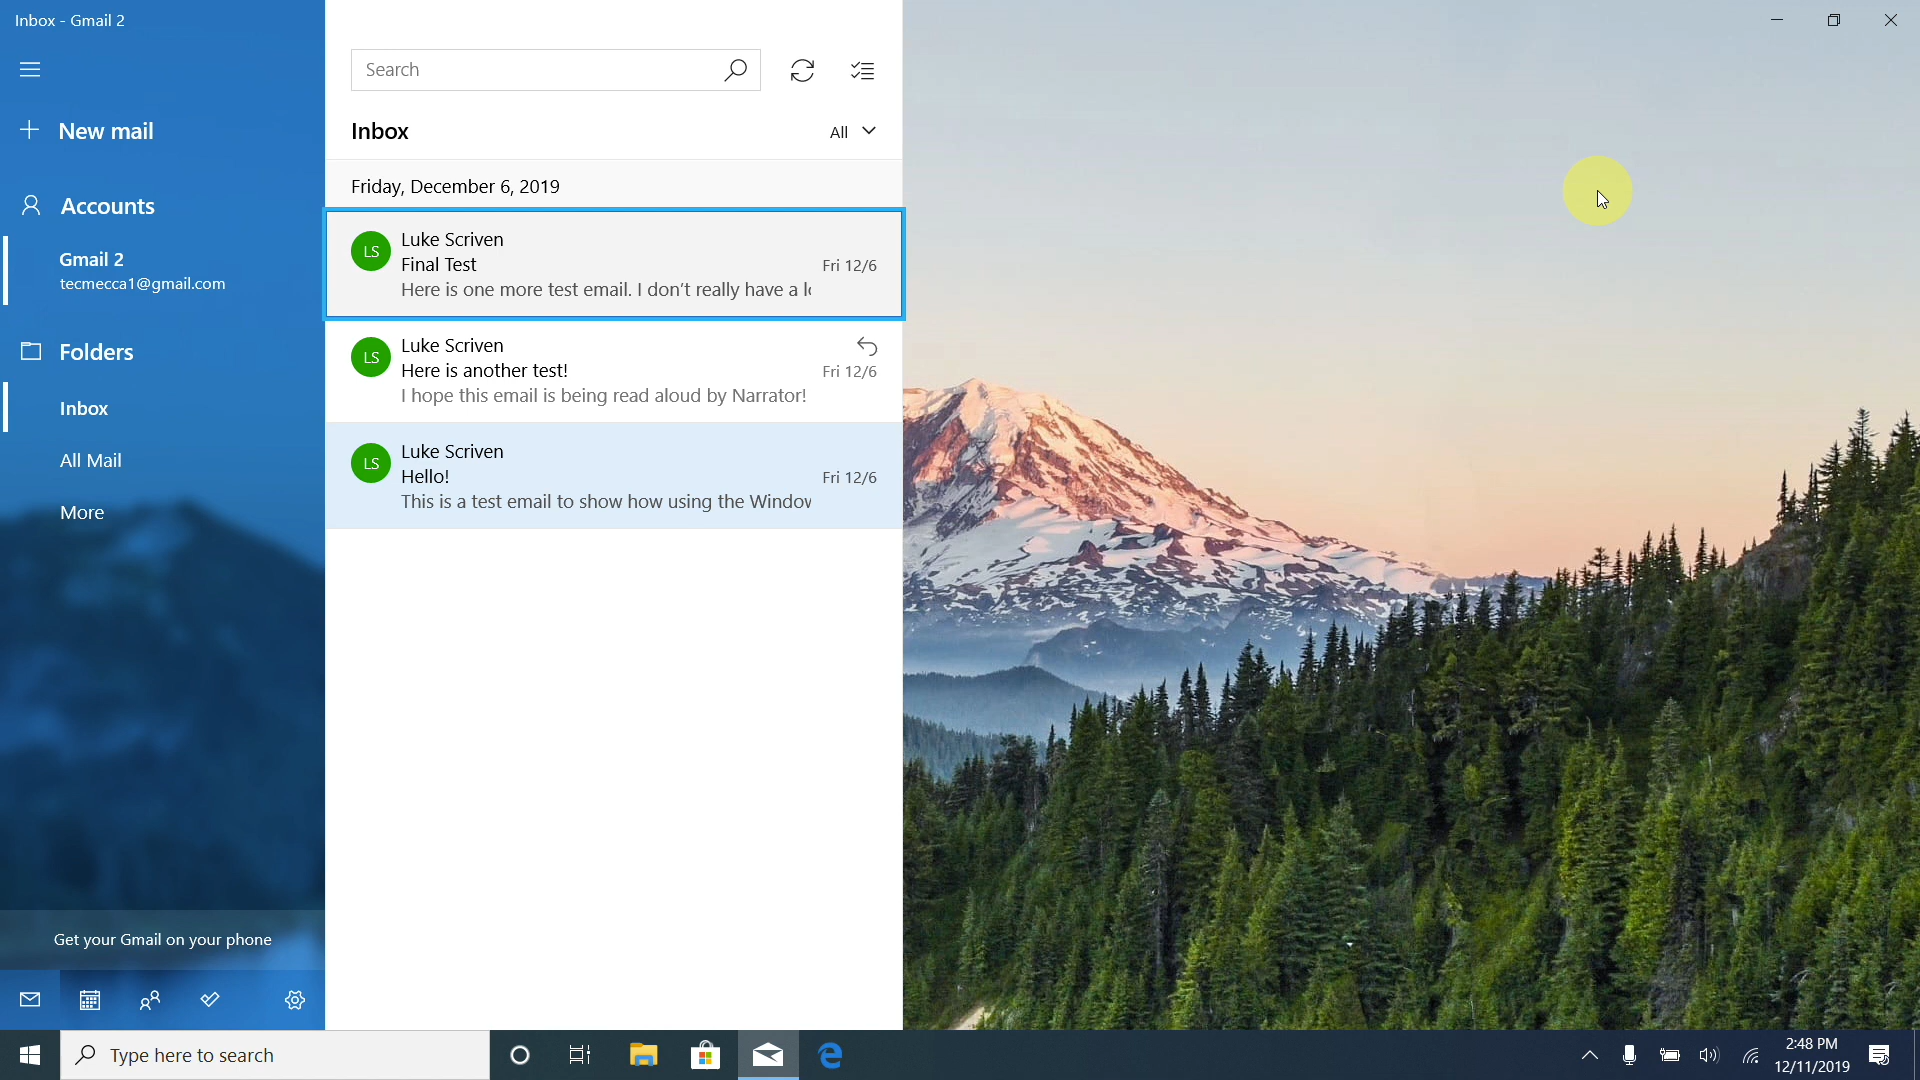 Inbox - Gmail 2
New mail
Accounts
Gmail 2
tecmecca1@gmail.com
Folders
Inbox
All Mail
More
Get your Gmail on your phone
Search
Inbox
All
Friday, December 6, 2019
LS
Luke Scriven
Final Test
Fri 12/6
Here is one more test email. I don't really have a
LS
Luke Scriven
Here is another test!
Fri 12/6
I hope this email is being read aloud by Narrator!
LS
Luke Scriven
Hello!
Fri 12/6
This is a test email to show how using the
Type here to search
2:48 PM
12/11/2019